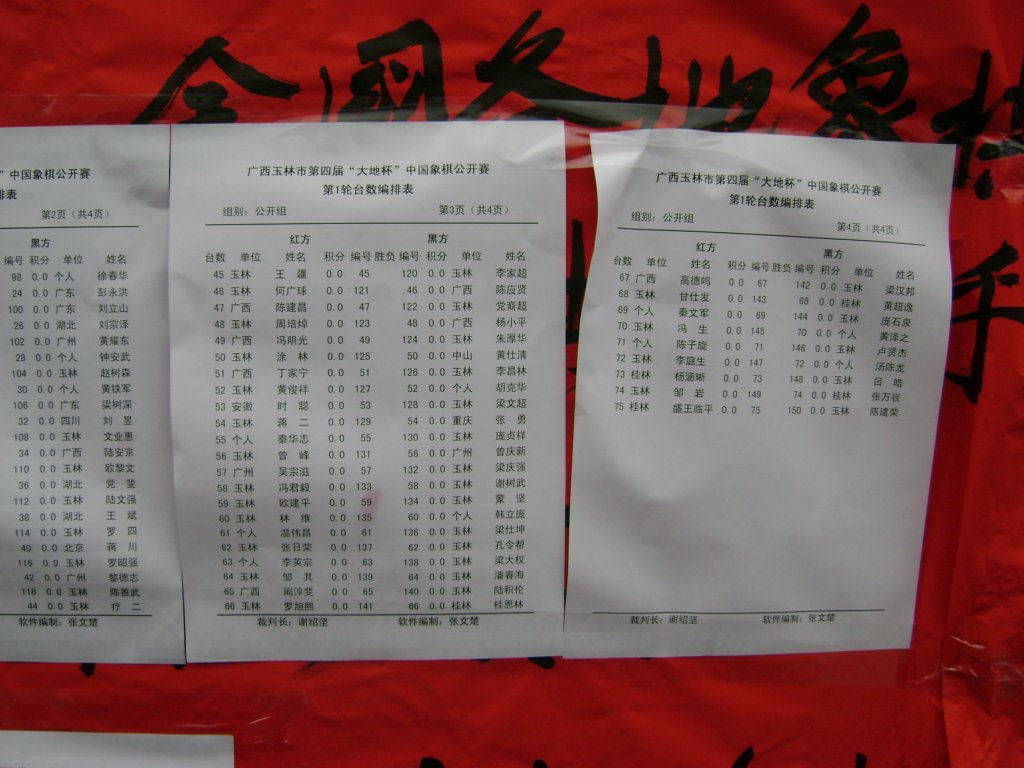 全国各地象棋
手
”中国象棋公开赛
排表
第2页（共4页）
黑方
编号 积分 单位 姓名
98 0.0 个人 徐春华
24 0.0 广东 彭永洪
100 0.0 广东 刘立山
26 0.0 湖北 刘宗泽
102 0.0 广州 黄耀东
28 0.0 个人 钟安武
104 0.0 玉林 赵树森
30 0.0 个人 黄铁军
106 0.0 广东 梁树深
32 0.0 四川 刘 昱
108 0.0 玉林 文业惠
34 0.0 广西 陆安京
110 0.0 玉林 欧黎文
36 0.0 湖北 党 斐
112 0.0 玉林 陆文强
38 0.0 湖北 王 斌
114 0.0 玉林 罗 四
40 0.0 北京 蒋 川
116 0.0 玉林 罗昭强
42 0.0 广州 黎德志
118 0.0 玉林 陈善武
44 0.0 玉林 疗 二
软件编制：张文楚
广西玉林市第四届“大地杯”中国象棋公开赛
第1轮台数编排表
组别：公开组 第3页（共4页）
红方 黑方
台数 单位 姓名 积分 编号 胜负 编号 积分 单位 姓名
45 玉林 王 疆 0.0 45 120 0.0 玉林 李家超
46 玉林 何广球 0.0 121 46 0.0 广西 陈应贤
47 广西 陈建昌 0.0 47 122 0.0 玉林 党裔超
48 玉林 周培焯 0.0 123 48 0.0 广西 杨小平
49 广西 冯明光 0.0 49 124 0.0 玉林 朱厚华
50 玉林 涂 林 0.0 125 50 0.0 中山 黄仕清
51 广西 丁家宁 0.0 51 126 0.0 玉林 李昌林
52 玉林 黄俊祥 0.0 127 52 0.0 个人 胡克华
53 安徽 时 聪 0.0 53 128 0.0 玉林 梁文超
54 玉林 蒋 二 0.0 129 54 0.0 重庆 张 勇
55 个人 秦华志 0.0 55 130 0.0 玉林 庞贞祥
56 玉林 曾 峰 0.0 131 56 0.0 广州 曾庆新
57 广州 吴宗滋 0.0 57 132 0.0 玉林 梁庆强
58 玉林 冯君毅 0.0 133 58 0.0 玉林 谢树武
59 玉林 欧建平 0.0 59 134 0.0 玉林 蒙 坚
60 玉林 林 维 0.0 135 60 0.0 个人 韩立庞
61 个人 温伟昌 0.0 61 136 0.0 玉林 梁仕坤
62 玉林 张日荣 0.0 137 62 0.0 玉林 孔令帮
63 个人 李英宗 0.0 63 138 0.0 玉林 梁大权
64 玉林 邹 其 0.0 139 64 0.0 玉林 潘春海
65 广西 阙淳斐 0.0 65 140 0.0 玉林 陆积伦
66 玉林 罗旭熙 0.0 141 66 0.0 桂林 桂恩林
裁判长：谢绍坚 软件编制：张文楚
广西玉林市第四届“大地杯”中国象棋公开赛
第1轮台数编排表
组别：公开组 第4页（共4页）
红方 黑方
台数 单位 姓名 积分 编号 胜负 编号 积分 单位 姓名
67 广西 高德鸣 0.0 67 142 0.0 玉林 梁汉邦
68 玉林 甘仕发 0.0 143 68 0.0 桂林 黄超逸
69 个人 秦文军 0.0 69 144 0.0 玉林 庞石泉
70 玉林 冯 生 0.0 145 70 0.0 个人 黄泽之
71 个人 陈子旋 0.0 71 146 0.0 玉林 卢贤杰
72 玉林 李庭生 0.0 147 72 0.0 个人 汤陈龙
73 桂林 杨涵晰 0.0 73 148 0.0 玉林 吕 皓
74 玉林 邹 岩 0.0 149 74 0.0 桂林 张万嵚
75 桂林 盛王临平 0.0 75 150 0.0 玉林 陈建荣
裁判长：谢绍坚 软件编制：张文楚